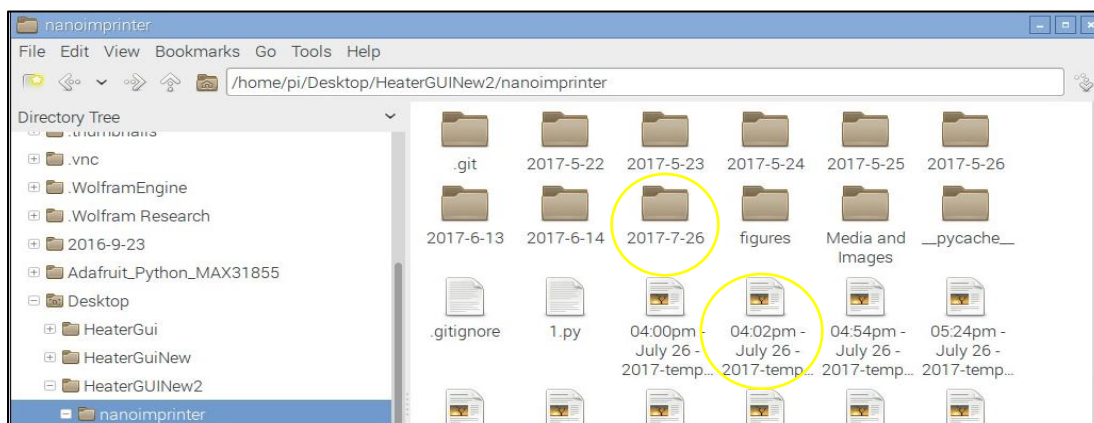 nanoimprinter
File Edit View Bookmarks Go Tools Help
/home/pi/Desktop/HeaterGUINew2/nanoimprinter
Directory Tree
.thumbnails
.vnc
.WolframEngine
.Wolfram Research
2016-9-23
Adafruit_Python_MAX31855
Desktop
HeaterGui
HeaterGuiNew
HeaterGUINew2
nanoimprinter
.git
2017-5-22
2017-5-23
2017-5-24
2017-5-25
2017-5-26
2017-6-13
2017-6-14
2017-7-26
figures
Media and
Images
__pycache__
.gitignore
1.py
04:00pm -
July 26 -
2017-temp...
04:02pm -
July 26 -
2017-temp...
04:54pm -
July 26 -
2017-temp...
05:24pm -
July 26 -
2017-temp...